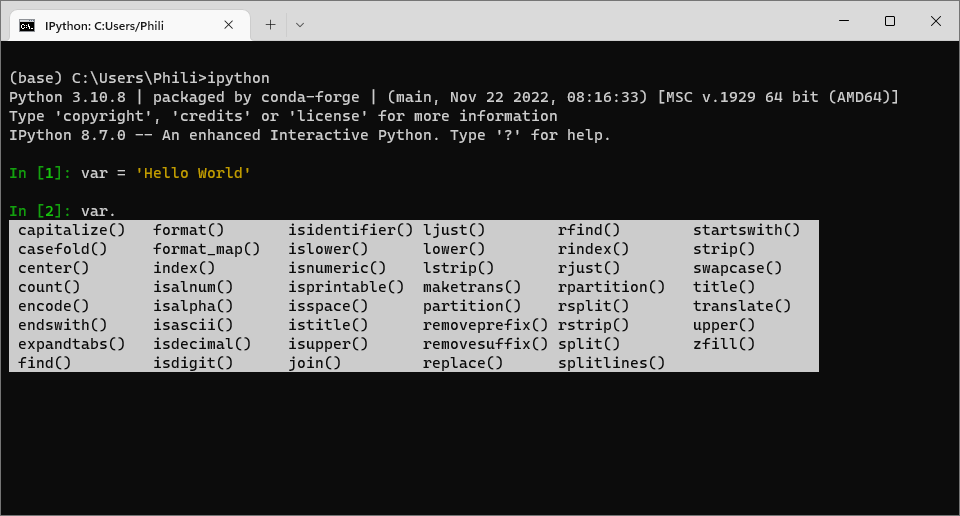 IPython: C:Users/Phili
(base) C:\Users\Phili>ipython
Python 3.10.8 | packaged by conda-forge | (main, Nov 22 2022, 08:16:33) [MSC v.1929 64 bit (AMD64)]
Type 'copyright', 'credits' or 'license' for more information
IPython 8.7.0 -- An enhanced Interactive Python. Type '?' for help.
In [1]: var = 'Hello World'
In [2]: var.
capitalize() format() isidentifier() ljust() rfind() startswith()
casefold() format_map() islower() lower() rindex() strip()
center() index() isnumeric() lstrip() rjust() swapcase()
count() isalnum() isprintable() maketrans() rpartition() title()
encode() isalpha() isspace() partition() rsplit() translate()
endswith() isascii() istitle() removeprefix() rstrip() upper()
expandtabs() isdecimal() isupper() removesuffix() split() zfill()
find() isdigit() join() replace() splitlines()